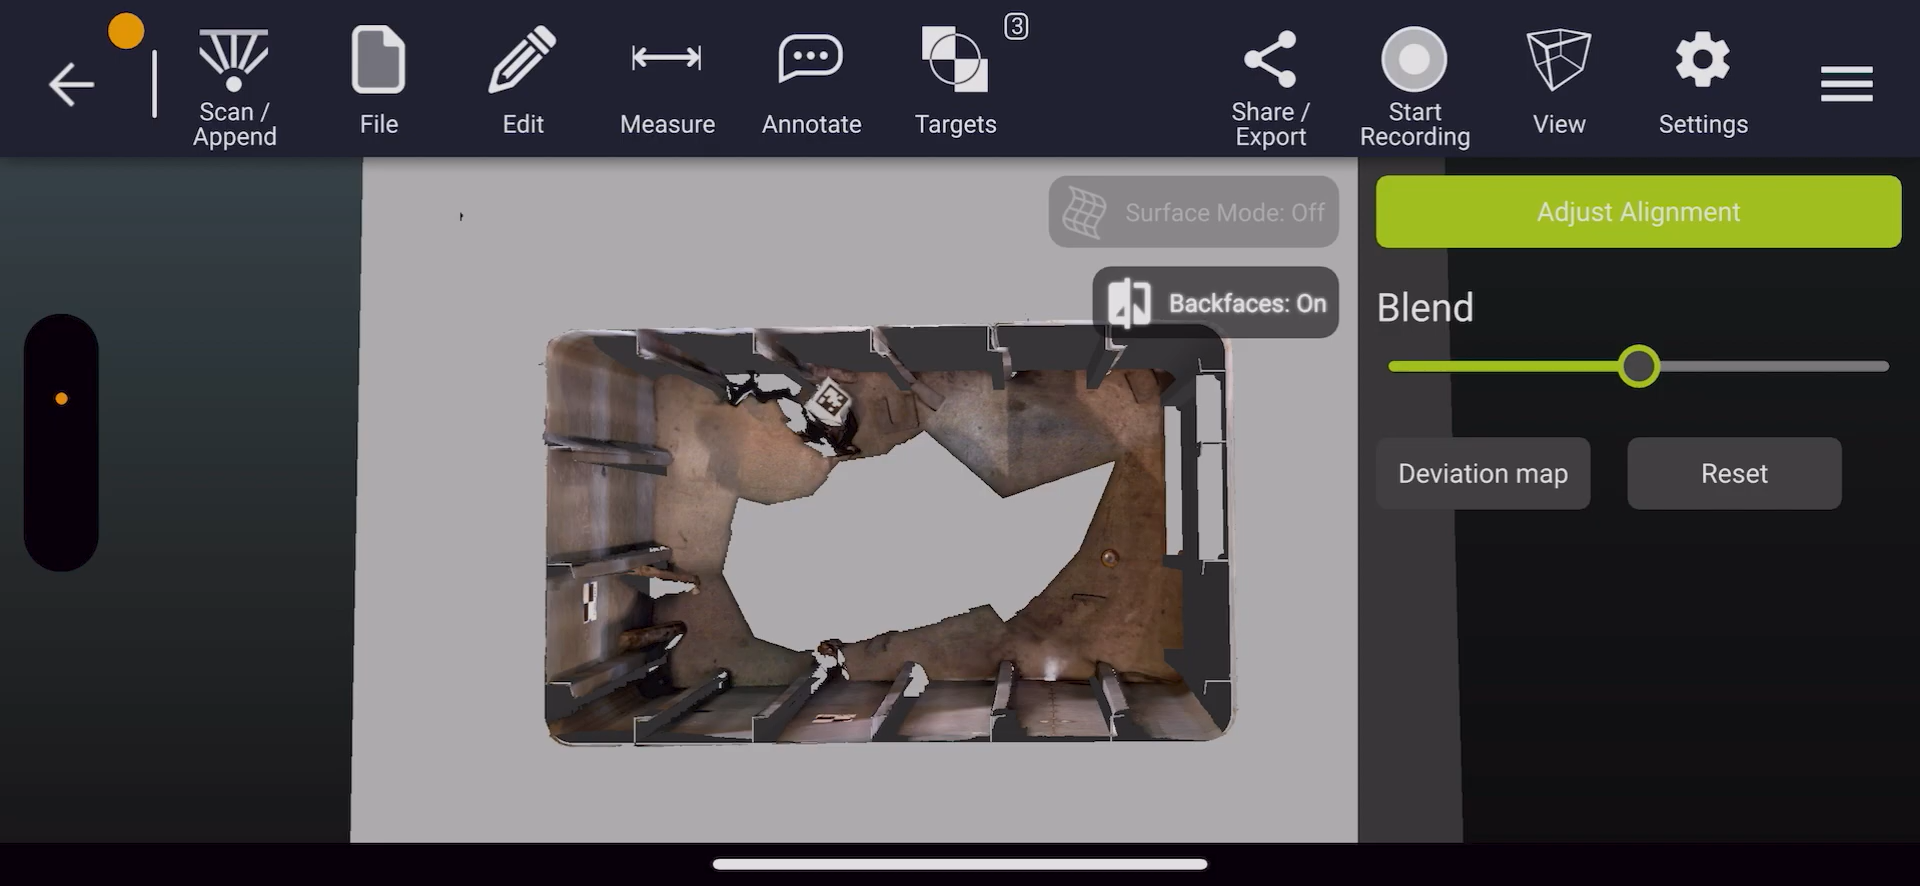 Scan /
Append
File
Edit
Measure
Annotate
Targets
3
Share /
Export
Start
Recording
View
Settings
Surface Mode: Off
Backfaces: On
Adjust Alignment
Blend
Deviation map
Reset